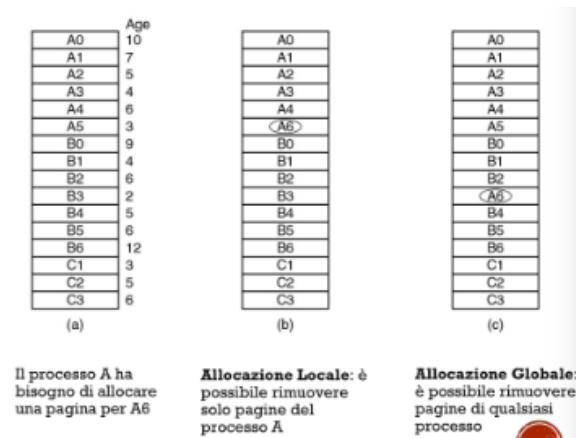 Age
A0 10 A0 A0
A1 7 A1 A1
A2 5 A2 A2
A3 4 A3 A3
A4 6 A4 A4
A5 3 A6 A5
B0 9 B0 B0
B1 4 B1 B1
B2 6 B2 B2
B3 2 B3 A6
B4 5 B4 B4
B5 6 B5 B5
B6 12 B6 B6
C1 3 C1 C1
C2 5 C2 C2
C3 6 C3 C3
(a) (b) (c)
Il processo A ha
bisogno di allocare
una pagina per A6
Allocazione Locale: è
possibile rimuovere
solo pagine del
processo A
Allocazione Globale:
è possibile rimuovere
pagine di qualsiasi
processo